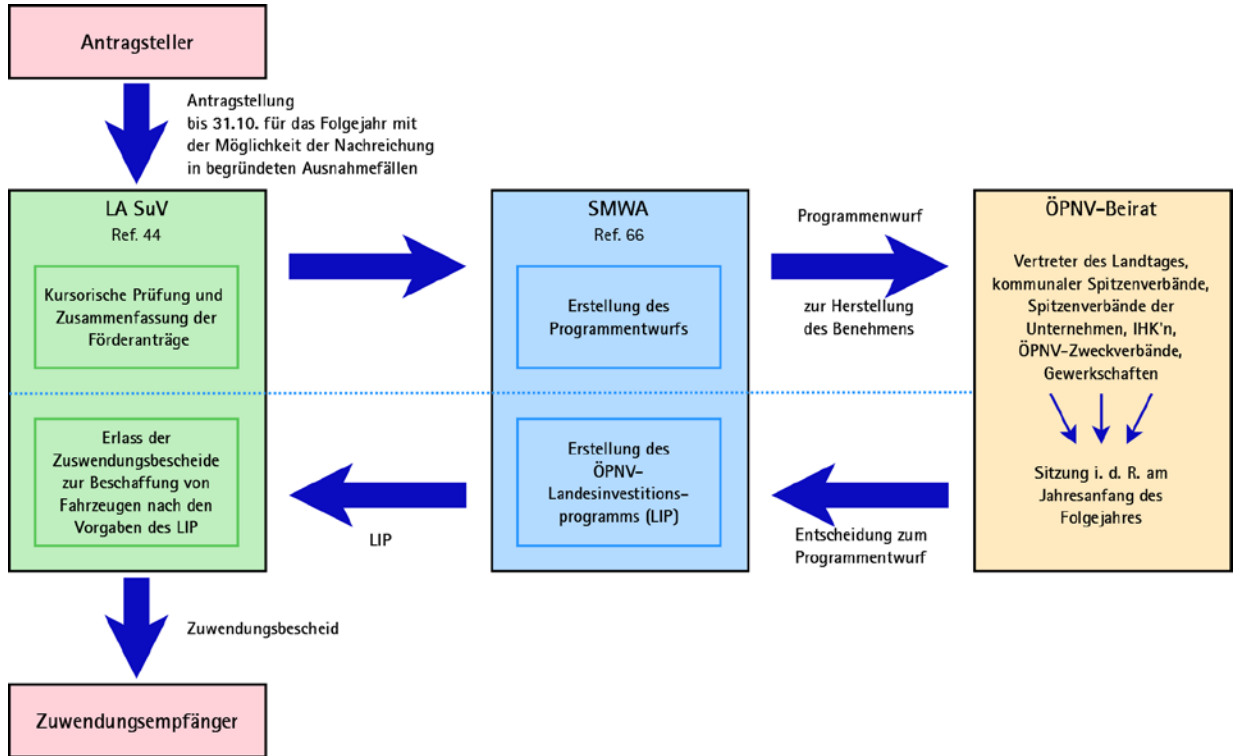 Antragsteller
Antragstellung
bis 31.10. für das Folgejahr mit
der Möglichkeit der Nachreichung
in begründeten Ausnahmefällen
LA SuV
Ref. 44
Kursorische Prüfung und
Zusammenfassung der
Förderanträge
SMWA
Ref. 66
Erstellung des
Programmentwurfs
Programmenwurf
zur Herstellung
des Benehmens
ÖPNV-Beirat
Vertreter des Landtages,
kommunaler Spitzenverbände,
Spitzenverbände der
Unternehmen, IHK'n,
ÖPNV-Zweckverbände,
Gewerkschaften
Sitzung i. d. R. am
Jahresanfang des
Folgejahres
Entscheidung zum
Programmentwurf
Erstellung des
ÖPNV-
Landesinvestitions-
programms (LIP)
LIP
Erlass der
Zuswendungsbescheide
zur Beschaffung von
Fahrzeugen nach den
Vorgaben des LIP
Zuwendungsbescheid
Zuwendungsempfänger